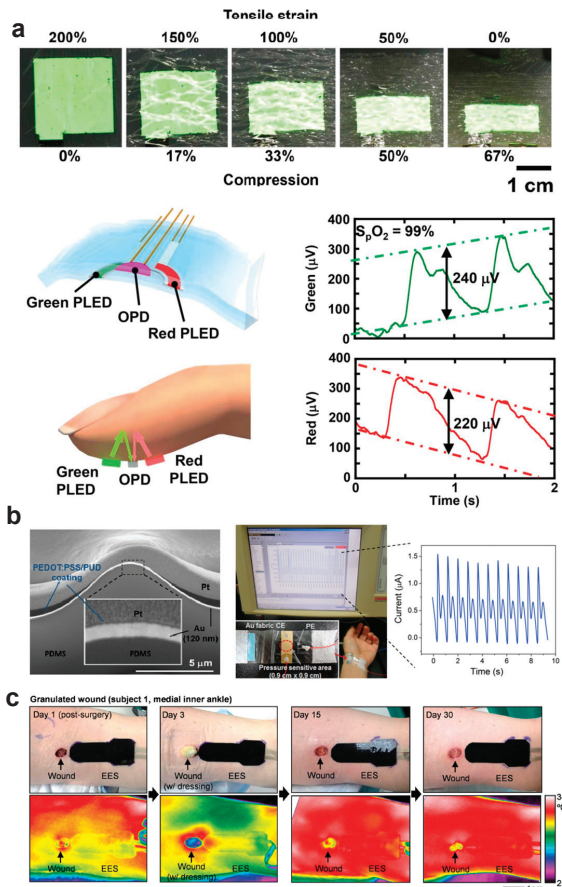 Tonsilo strain
a
200% 150% 100% 50% 0%
0% 17% 33% 50% 67%
Compression
1 cm
Green PLED
OPD
Red PLED
Green
PLED
OPD
Red
PLED
400
300
200
100
0
Green (µV)
SpO2 = 99%
240 µV
400
300
200
100
0
Red (µV)
220 µV
0 1 2
Time (s)
b
PEDOT:PSS/PUD
coating
Pt
Pt
Au
(120 nm)
PDMS
PDMS
5 µm
Au fabric CE PE
Pressure sensitive area
(0.9 cm x 0.9 cm)
Current (µA)
1.5
1.0
0.5
0.0
0 2 4 6 8 10
Time (s)
c
Granulated wound (subject 1, medial inner ankle)
Day 1 (post-surgery) Day 3 Day 15 Day 30
Wound EES
Wound
(w/ dressing)
EES
Wound EES
Wound EES
Wound EES
Wound
(w/ dressing)
EES
Wound EES
Wound EES
3
2